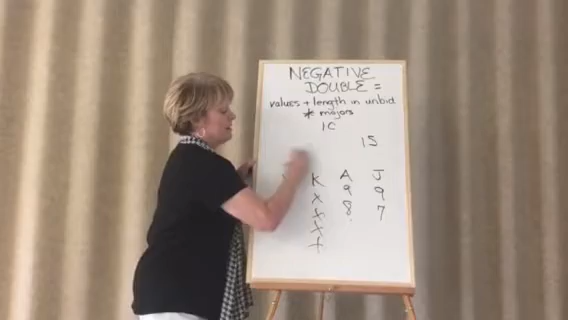 NEGATIVE
DOUBLE =
values + length in unbid
* majors
1C
1S
K A J
x 9 9
x 8 7
x
x